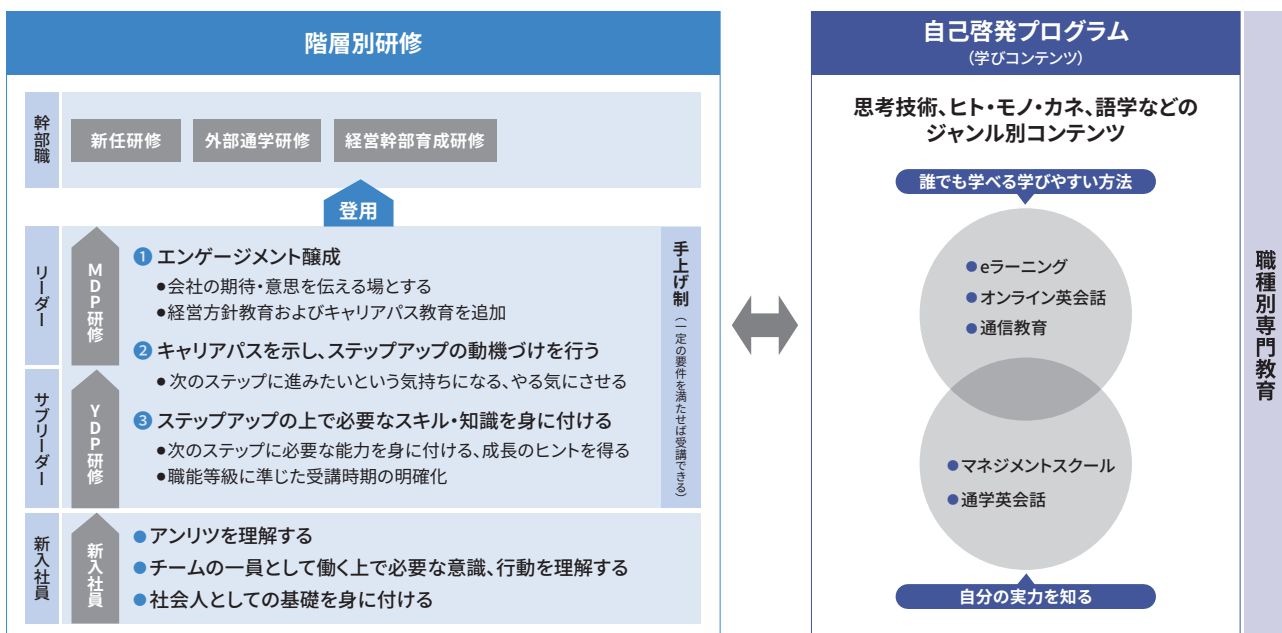 階層別研修
幹部職
新任研修
外部通学研修
経営幹部育成研修
登用
リーダー
MDP研修
サブリーダー
YDP研修
❶ エンゲージメント醸成
●会社の期待・意思を伝える場とする
●経営方針教育およびキャリアパス教育を追加
❷ キャリアパスを示し、ステップアップの動機づけを行う
●次のステップに進みたいという気持ちになる、やる気にさせる
❸ ステップアップの上で必要なスキル・知識を身に付ける
●次のステップに必要な能力を身に付ける、成長のヒントを得る
●職能等級に準じた受講時期の明確化
手上げ制（一定の要件を満たせば受講できる）
新入社員
新入社員
●アンリツを理解する
●チームの一員として働く上で必要な意識、行動を理解する
●社会人としての基礎を身に付ける
自己啓発プログラム
（学びコンテンツ）
思考技術、ヒト・モノ・カネ、語学などの
ジャンル別コンテンツ
誰でも学べる学びやすい方法
●eラーニング
●オンライン英会話
●通信教育
●マネジメントスクール
●通学英会話
自分の実力を知る
職種別専門教育